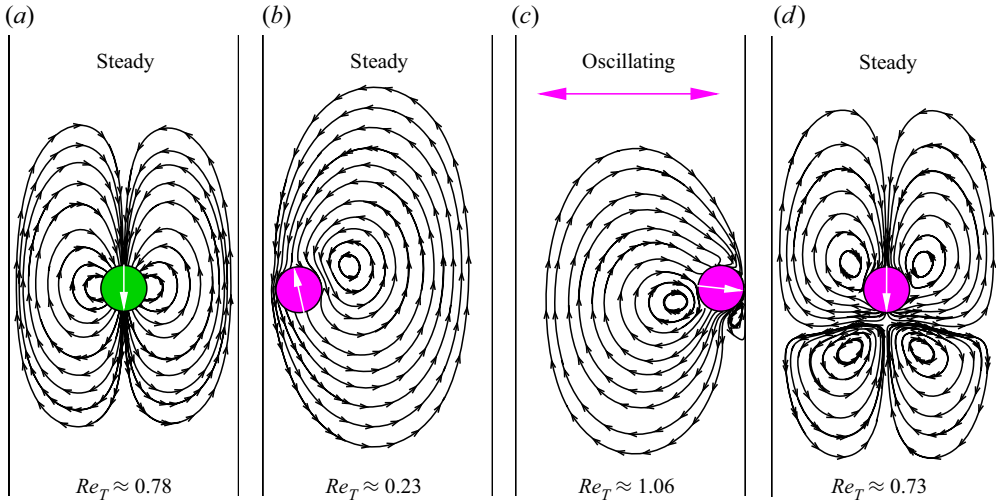 (a)
(b)
(c)
(d)
Steady
Steady
Oscillating
Steady
Re_T ≈ 0.78
Re_T ≈ 0.23
Re_T ≈ 1.06
Re_T ≈ 0.73